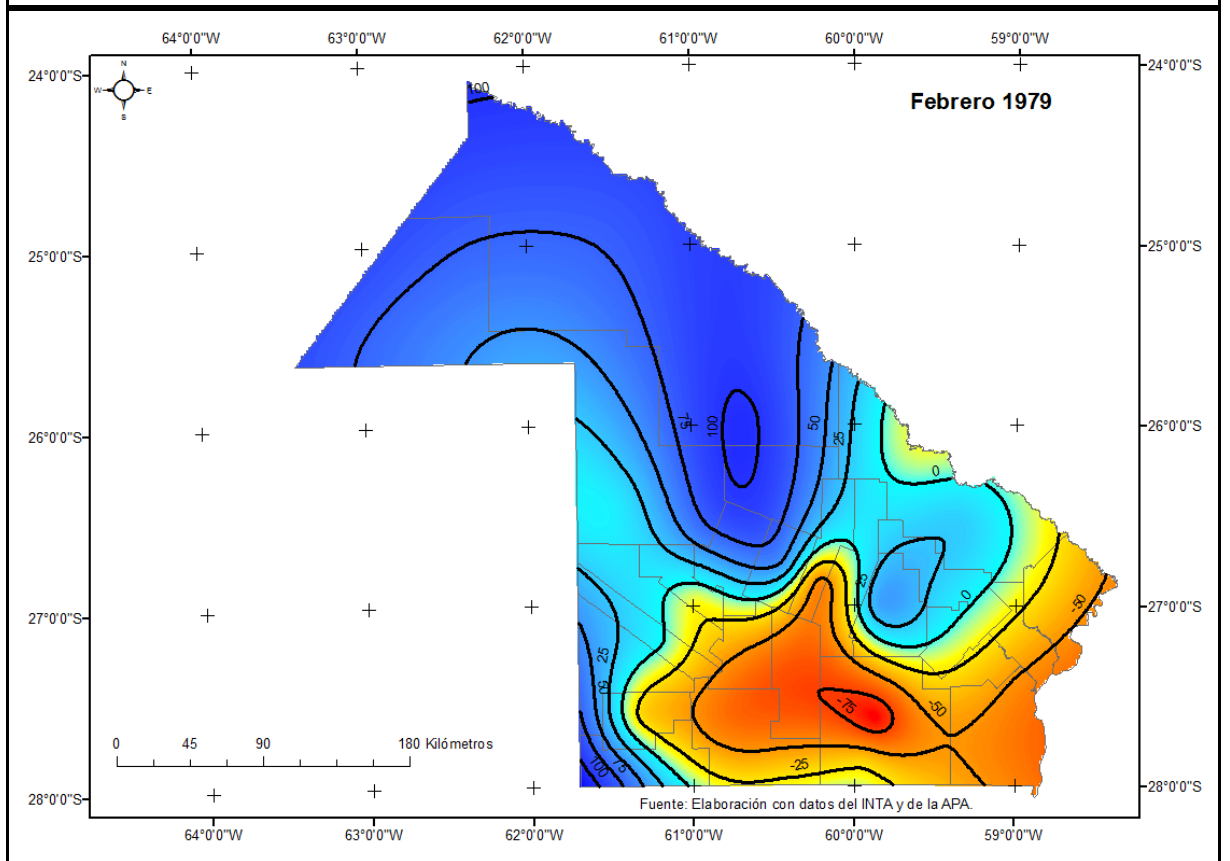 64°0'0"W 63°0'0"W 62°0'0"W 61°0'0"W 60°0'0"W 59°0'0"W
24°0'0"S 24°0'0"S
N
W E
S
Febrero 1979
100
25°0'0"S 25°0'0"S
26°0'0"S 26°0'0"S
75
100
50
25
0
27°0'0"S 27°0'0"S
25
0
-50
25
50
-75
-50
-25
100
75
0 45 90 180 Kilómetros
28°0'0"S 28°0'0"S
Fuente: Elaboración con datos del INTA y de la APA.
64°0'0"W 63°0'0"W 62°0'0"W 61°0'0"W 60°0'0"W 59°0'0"W